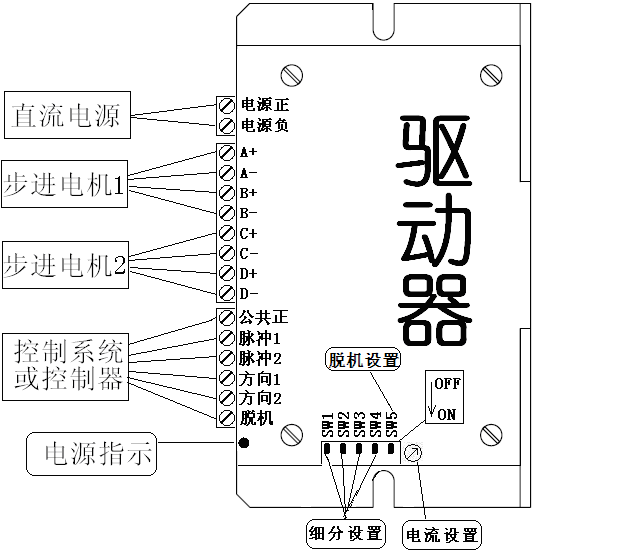 直流电源
步进电机1
步进电机2
控制系统
或控制器
电源指示
电源正
电源负
A+
A-
B+
B-
C+
C-
D+
D-
公共正
脉冲1
脉冲2
方向1
方向2
脱机
驱动器
脱机设置
OFF
ON
SW1
SW2
SW3
SW4
SW5
细分设置
电流设置